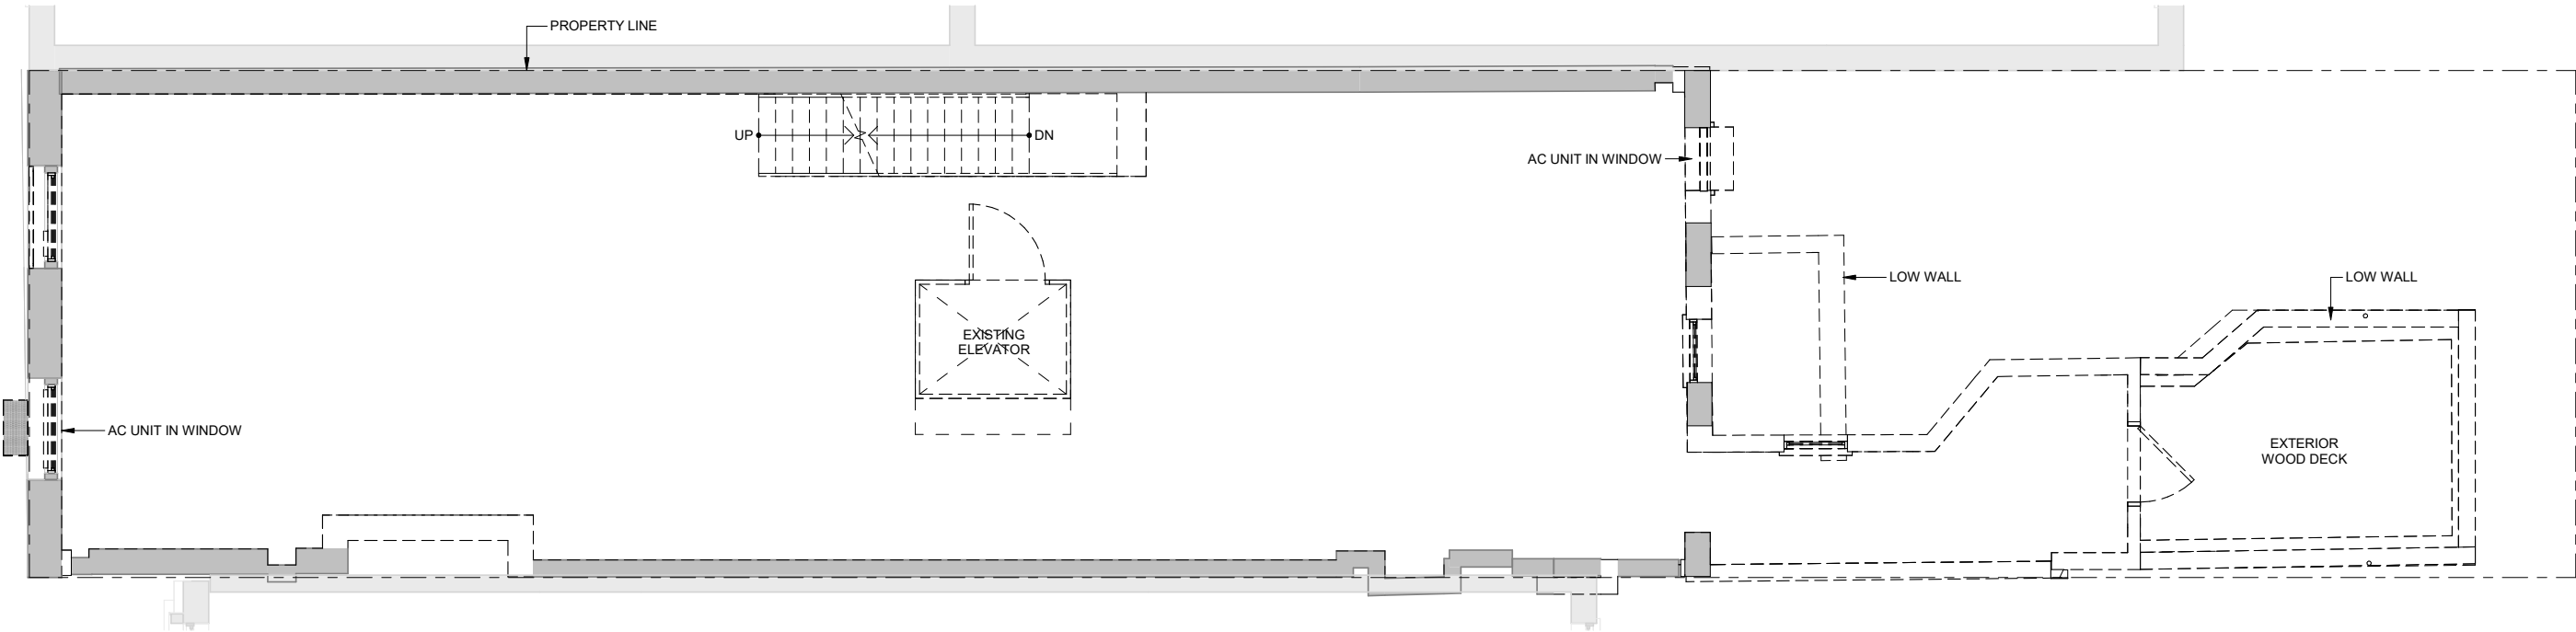 PROPERTY LINE
UP
DN
AC UNIT IN WINDOW
LOW WALL
LOW WALL
EXISTING
ELEVATOR
AC UNIT IN WINDOW
EXTERIOR
WOOD DECK